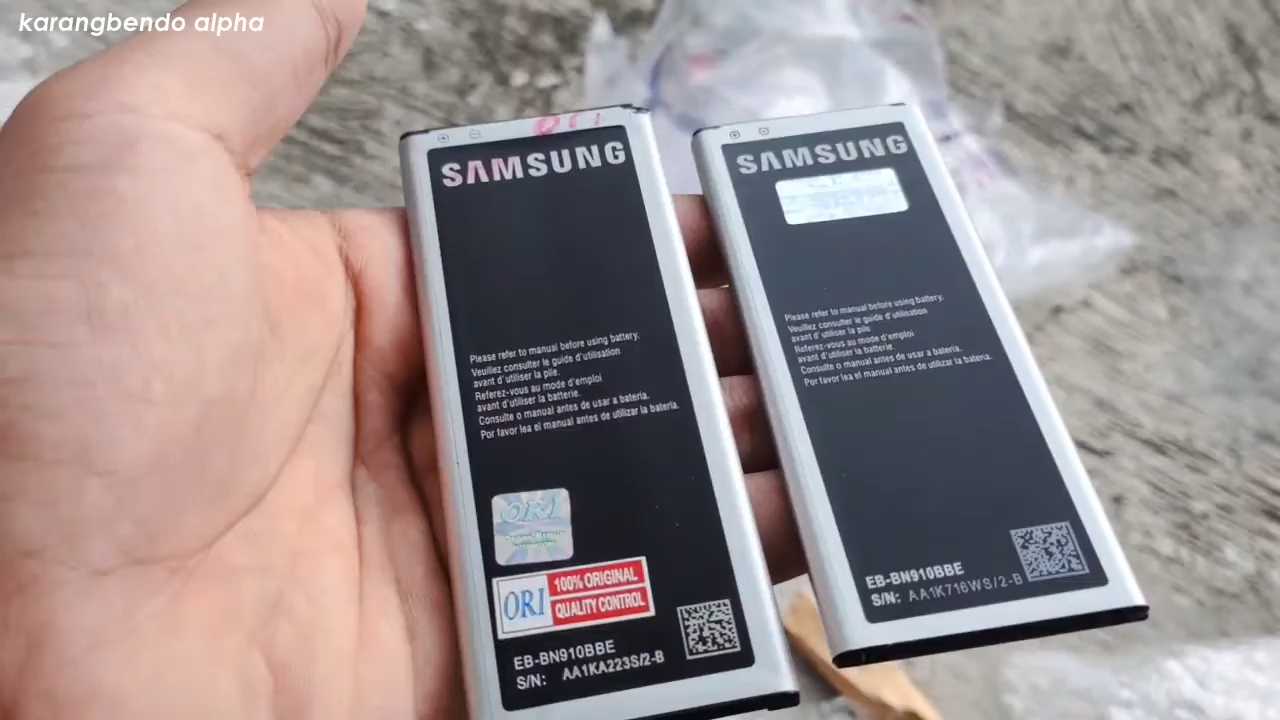 karangbendo alpha
SAMSUNG
Please refer to manual before using battery.
Veuillez consulter le guide d'utilisation
avant d'utiliser la pile.
Referez-vous au mode d'emploi
avant d'utiliser la batterie.
Consulte o manual antes de usar a bateria.
Por favor lea el manual antes de utilizar la batería.
ORI
ORI
100% ORIGINAL
QUALITY CONTROL
EB-BN910BBE
S/N: AA1KA223S/2-B
SAMSUNG
Please refer to manual before using battery.
Veuillez consulter le guide d'utilisation
avant d'utiliser la pile.
Referez-vous au mode d'emploi
avant d'utiliser la batterie.
Consulte o manual antes de usar a bateria.
Por favor lea el manual antes de utilizar la batería.
EB-BN910BBE
S/N: AA1K716WS/2-B